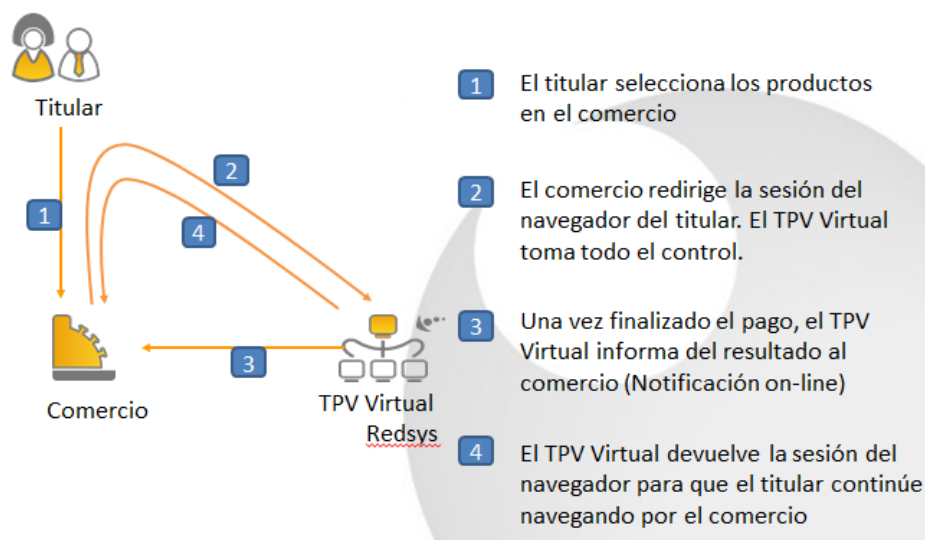 Titular
1
2
4
3
Comercio
TPV Virtual
Redsys
1 El titular selecciona los productos
en el comercio
2 El comercio redirige la sesión del
navegador del titular. El TPV Virtual
toma todo el control.
3 Una vez finalizado el pago, el TPV
Virtual informa del resultado al
comercio (Notificación on-line)
4 El TPV Virtual devuelve la sesión del
navegador para que el titular continúe
navegando por el comercio